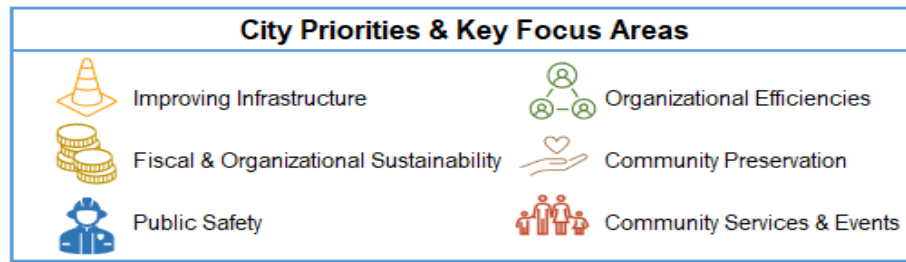 City Priorities & Key Focus Areas
Improving Infrastructure
Organizational Efficiencies
Fiscal & Organizational Sustainability
Community Preservation
Public Safety
Community Services & Events